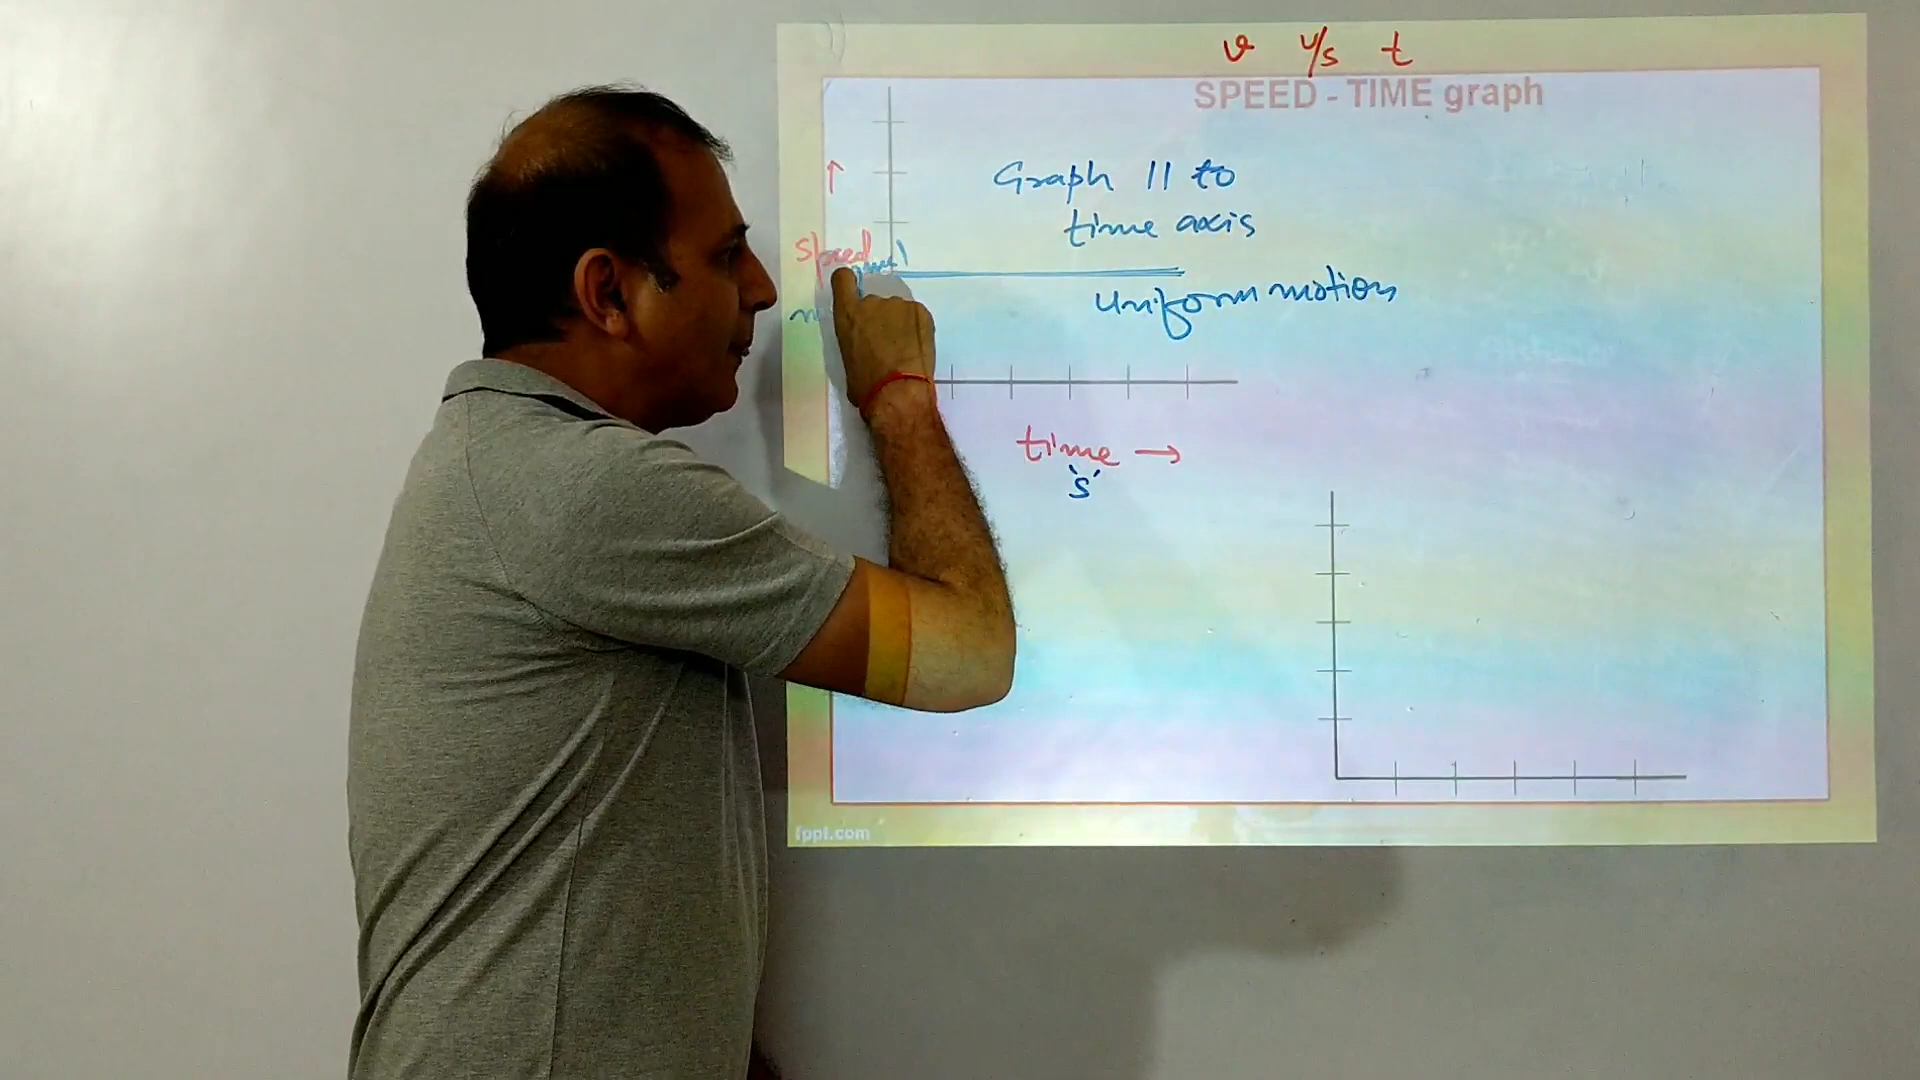 v v/s t
SPEED - TIME graph
Graph || to
time axis
speed
uniform motion
time →
's'
fppt.com